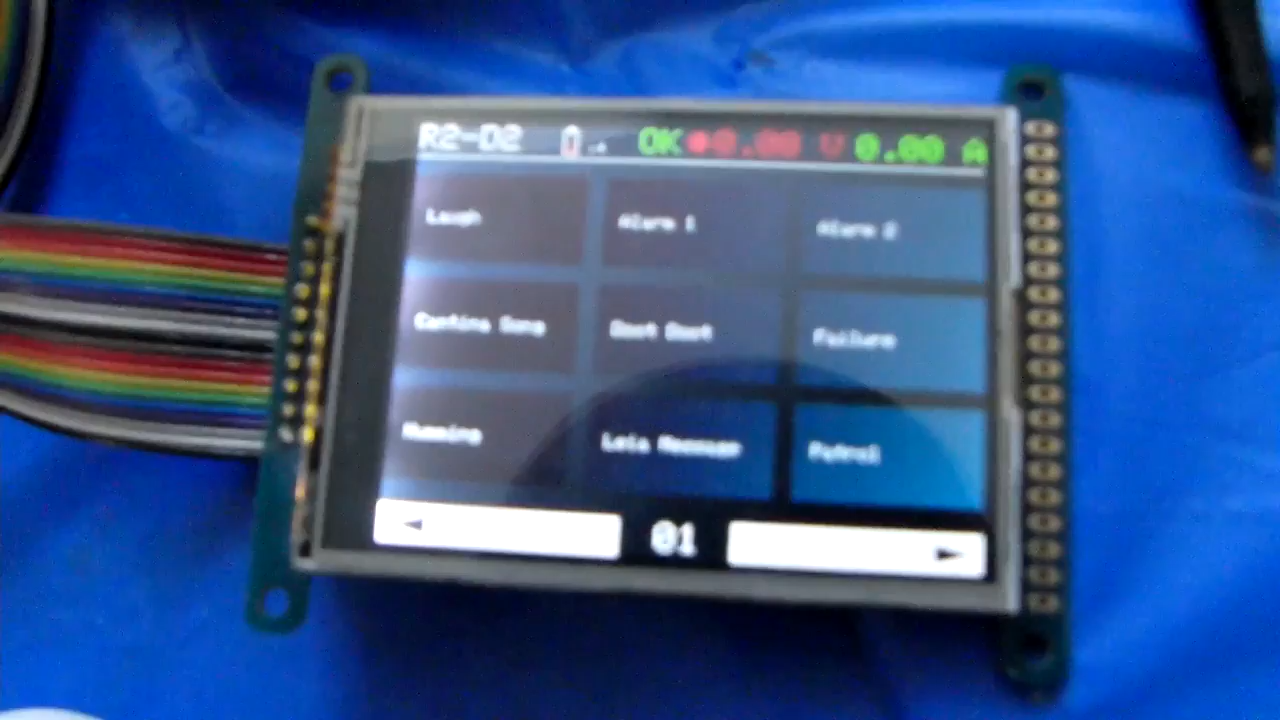 R2-D2 OK 0.00 V 0.00 A
Laugh Alarm 1 Alarm 2
Cantina Song Doot Doot Failure
Humming Leia Message Patrol
01